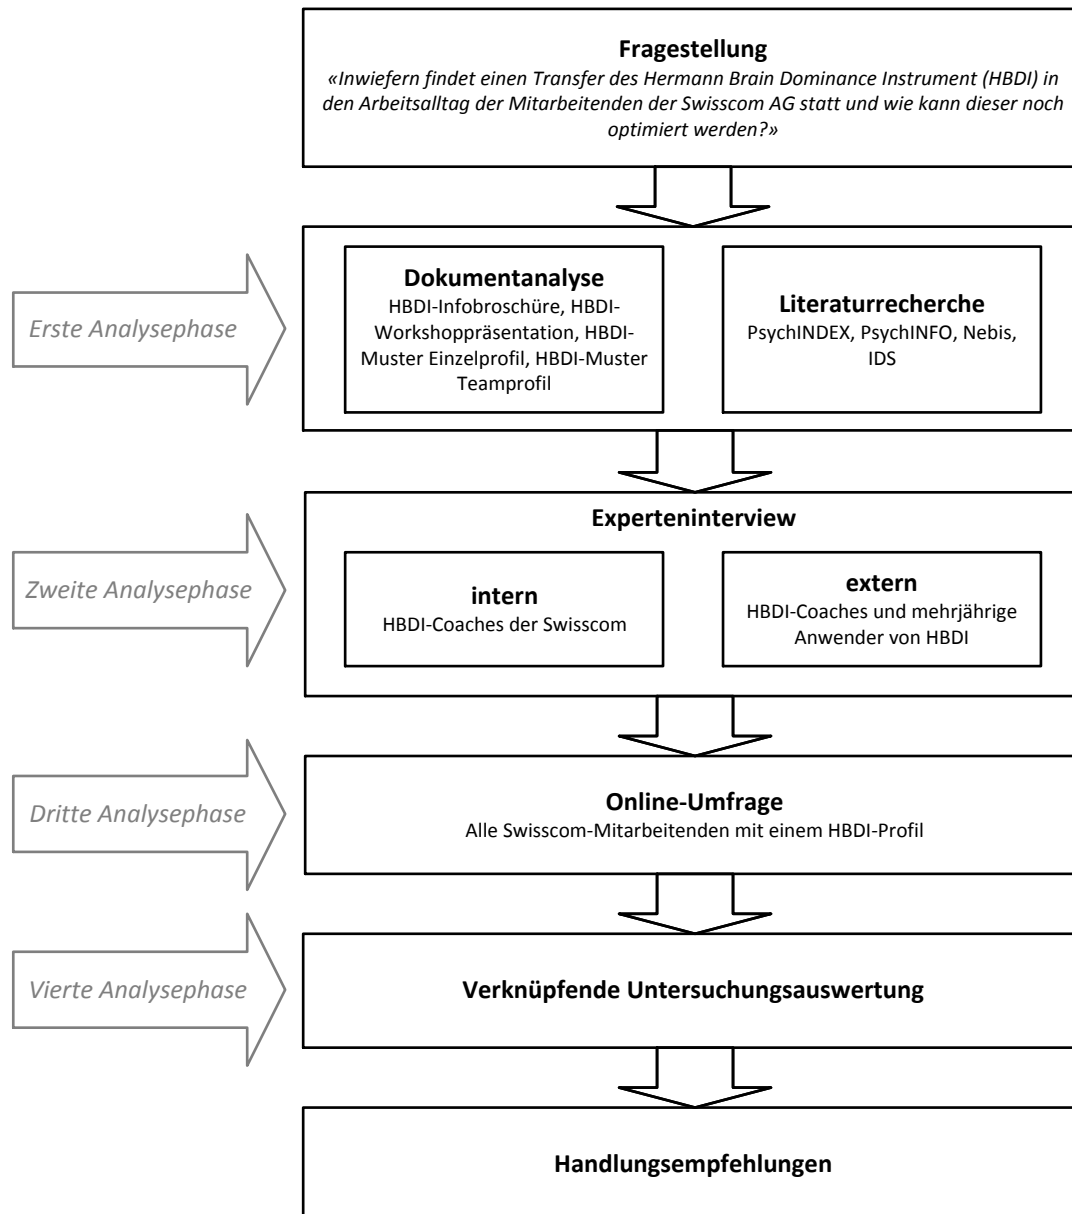 Fragestellung
«Inwiefern findet einen Transfer des Hermann Brain Dominance Instrument (HBDI) in
den Arbeitsalltag der Mitarbeitenden der Swisscom AG statt und wie kann dieser noch
optimiert werden?»
Erste Analysephase
Dokumentanalyse
HBDI-Infobroschüre, HBDI-
Workshoppräsentation, HBDI-
Muster Einzelprofil, HBDI-Muster
Teamprofil
Literaturrecherche
PsychINDEX, PsychINFO, Nebis,
IDS
Zweite Analysephase
Experteninterview
intern
HBDI-Coaches der Swisscom
extern
HBDI-Coaches und mehrjährige
Anwender von HBDI
Dritte Analysephase
Online-Umfrage
Alle Swisscom-Mitarbeitenden mit einem HBDI-Profil
Vierte Analysephase
Verknüpfende Untersuchungsauswertung
Handlungsempfehlungen